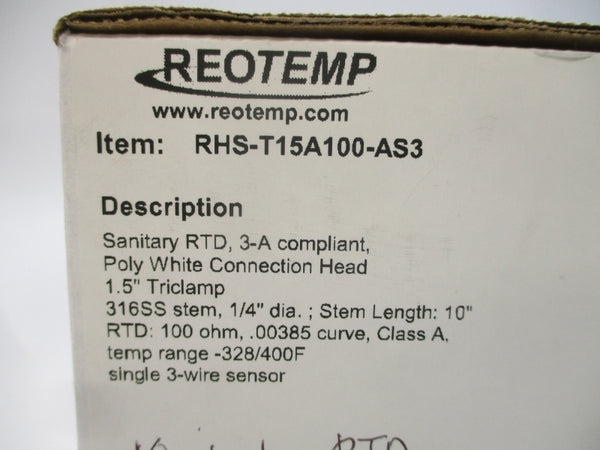 REOTEMP
www.reotemp.com
Item: RHS-T15A100-AS3
Description
Sanitary RTD, 3-A compliant,
Poly White Connection Head
1.5" Triclamp
316SS stem, 1/4" dia. ; Stem Length: 10"
RTD: 100 ohm, .00385 curve, Class A,
temp range -328/400F
single 3-wire sensor
RTD